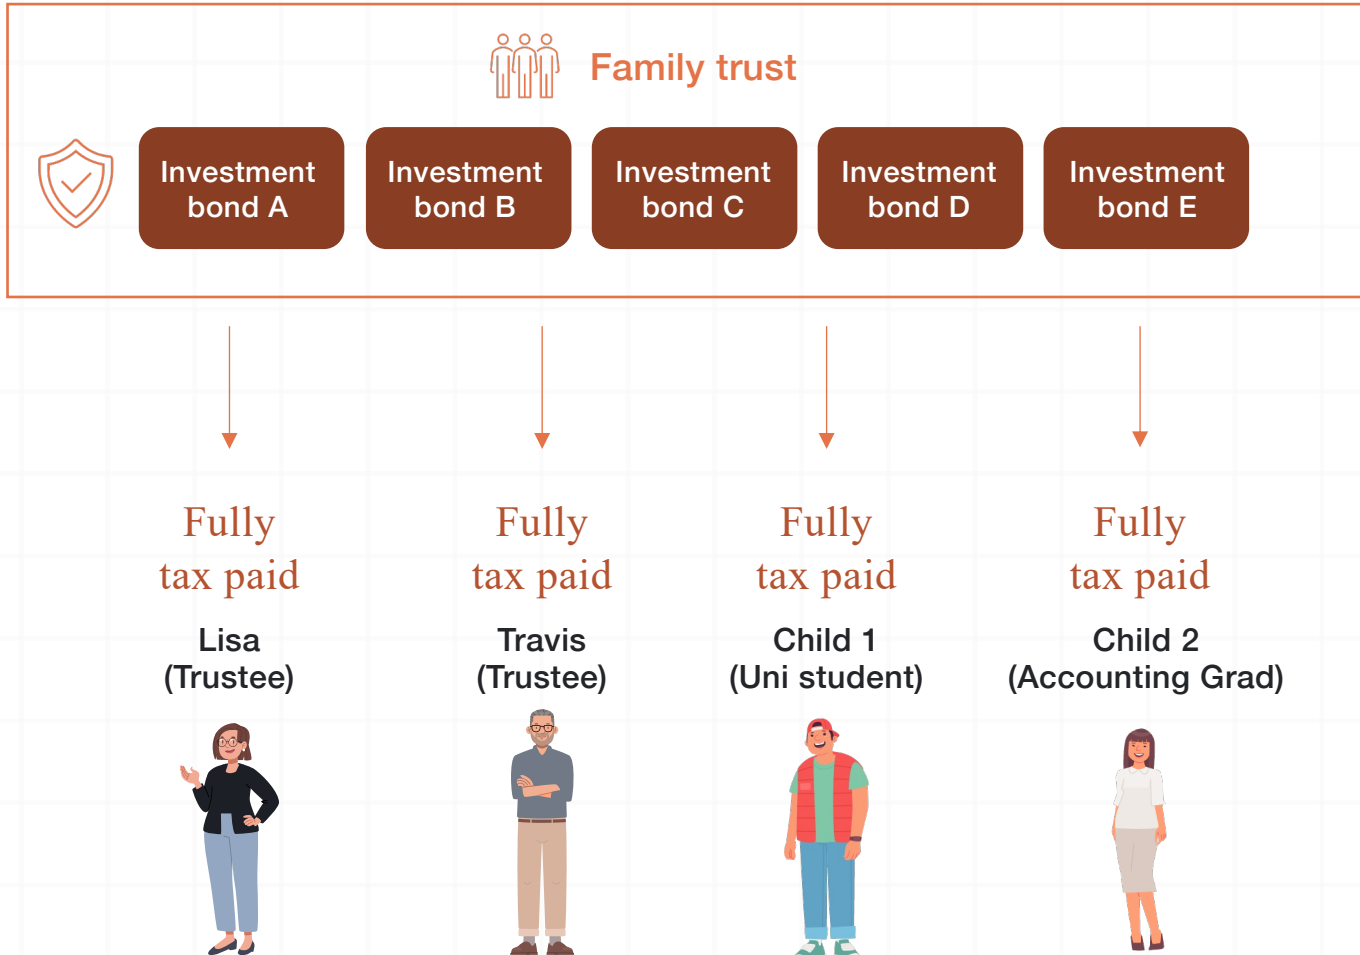 Family trust
Investment
bond A
Investment
bond B
Investment
bond C
Investment
bond D
Investment
bond E
Fully
tax paid
Lisa
(Trustee)
Fully
tax paid
Travis
(Trustee)
Fully
tax paid
Child 1
(Uni student)
Fully
tax paid
Child 2
(Accounting Grad)